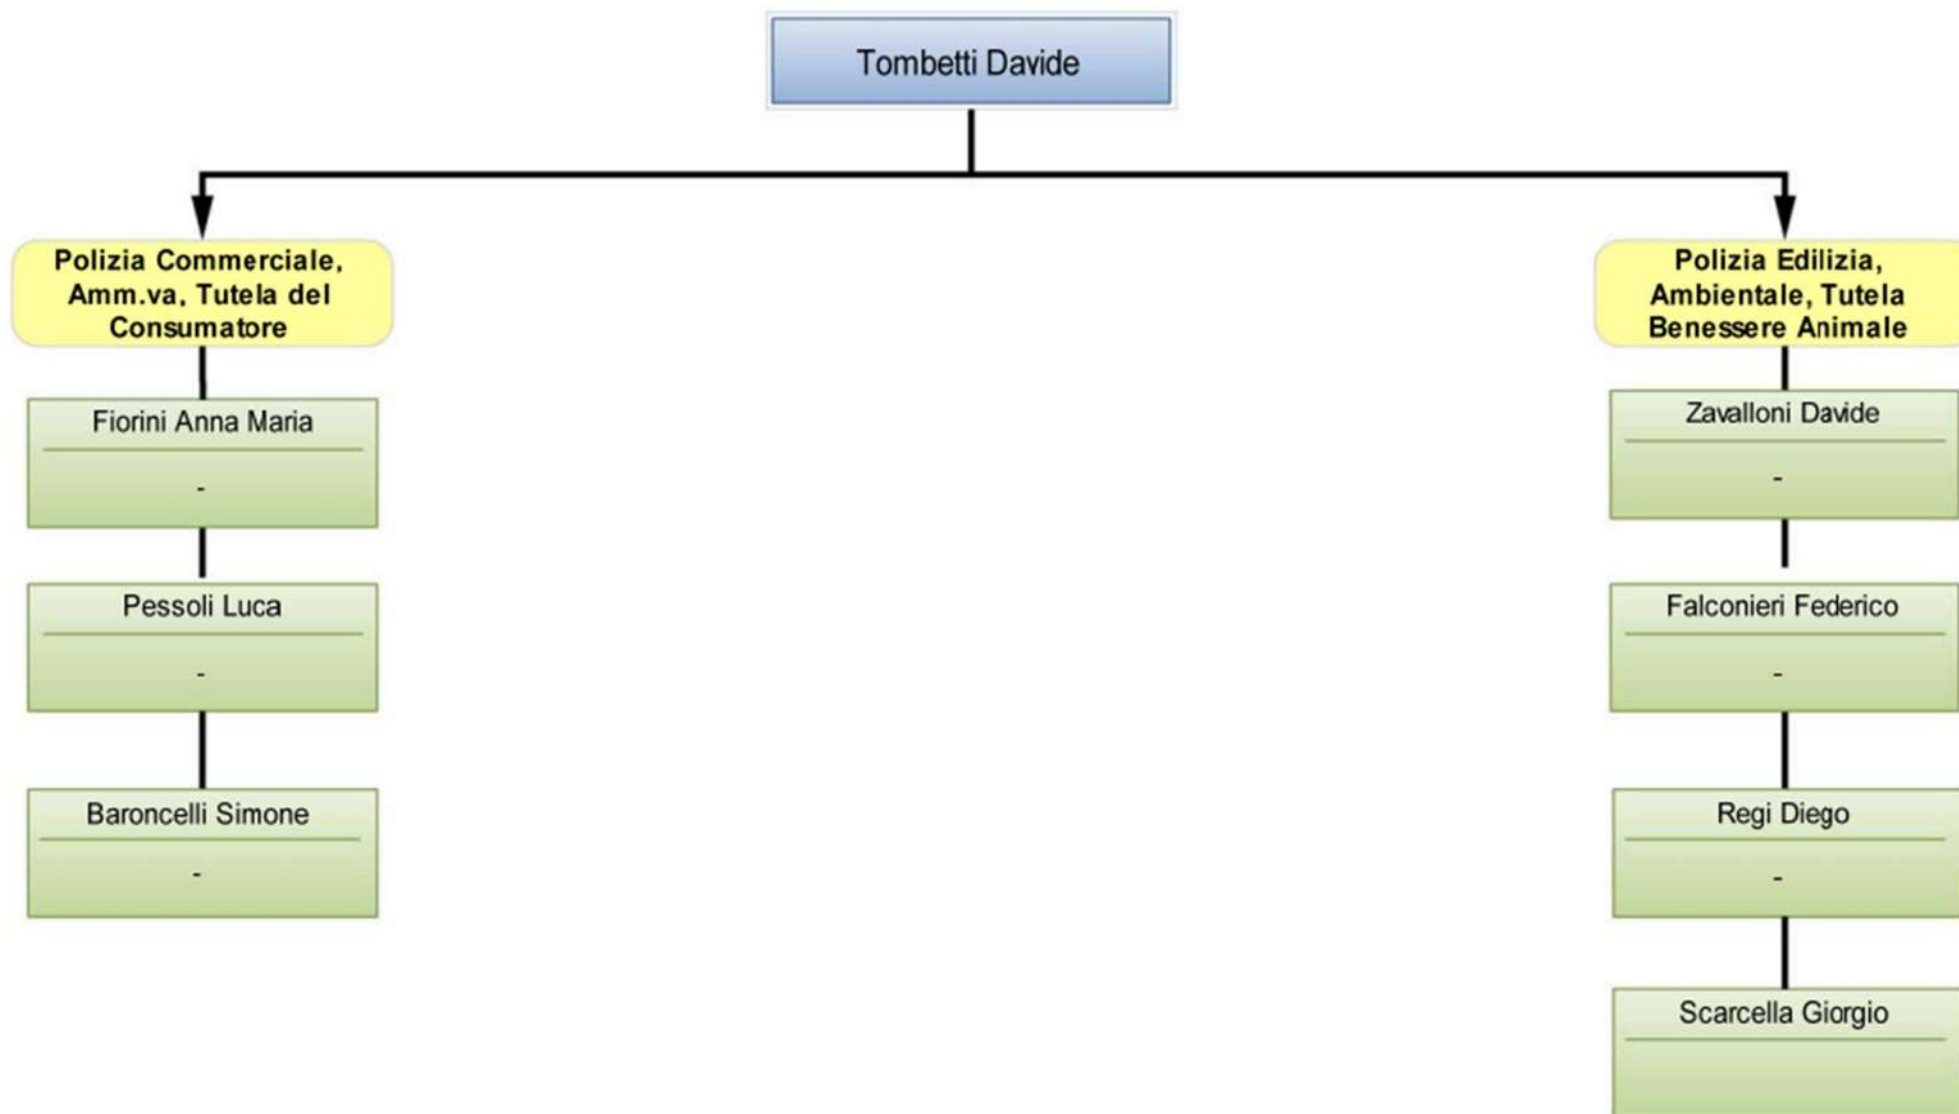 Tombetti Davide
Polizia Commerciale,
Amm.va, Tutela del
Consumatore
Fiorini Anna Maria
-
Pessoli Luca
-
Baroncelli Simone
-
Polizia Edilizia,
Ambientale, Tutela
Benessere Animale
Zavalloni Davide
-
Falconieri Federico
-
Regi Diego
-
Scarcella Giorgio